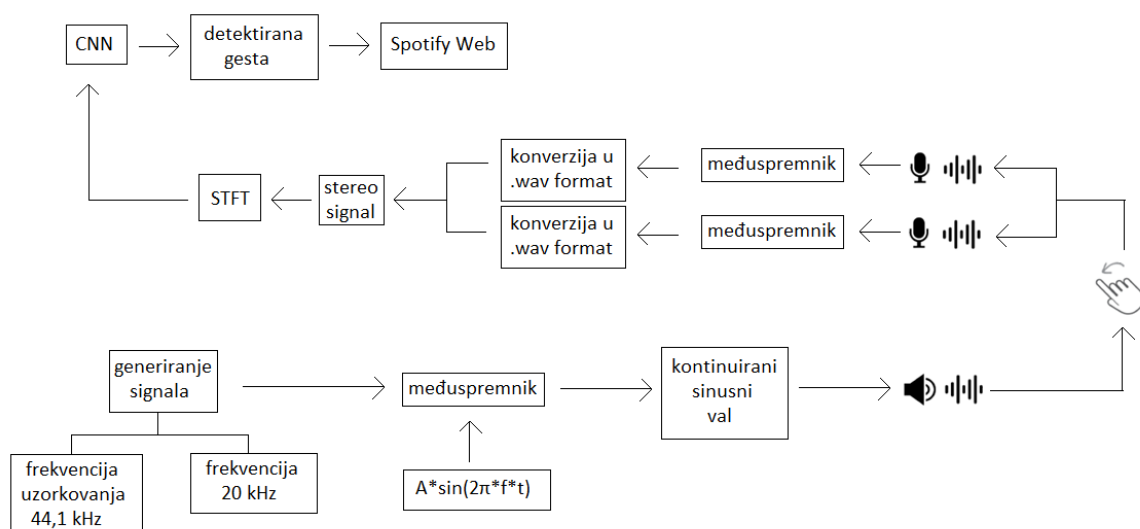 CNN
detektirana
gesta
Spotify Web
konverzija u
.wav format
međuspremnik
STFT
stereo
signal
konverzija u
.wav format
međuspremnik
generiranje
signala
međuspremnik
kontinuirani
sinusni
val
frekvencija
uzorkovanja
44,1 kHz
frekvencija
20 kHz
A*sin(2π*f*t)